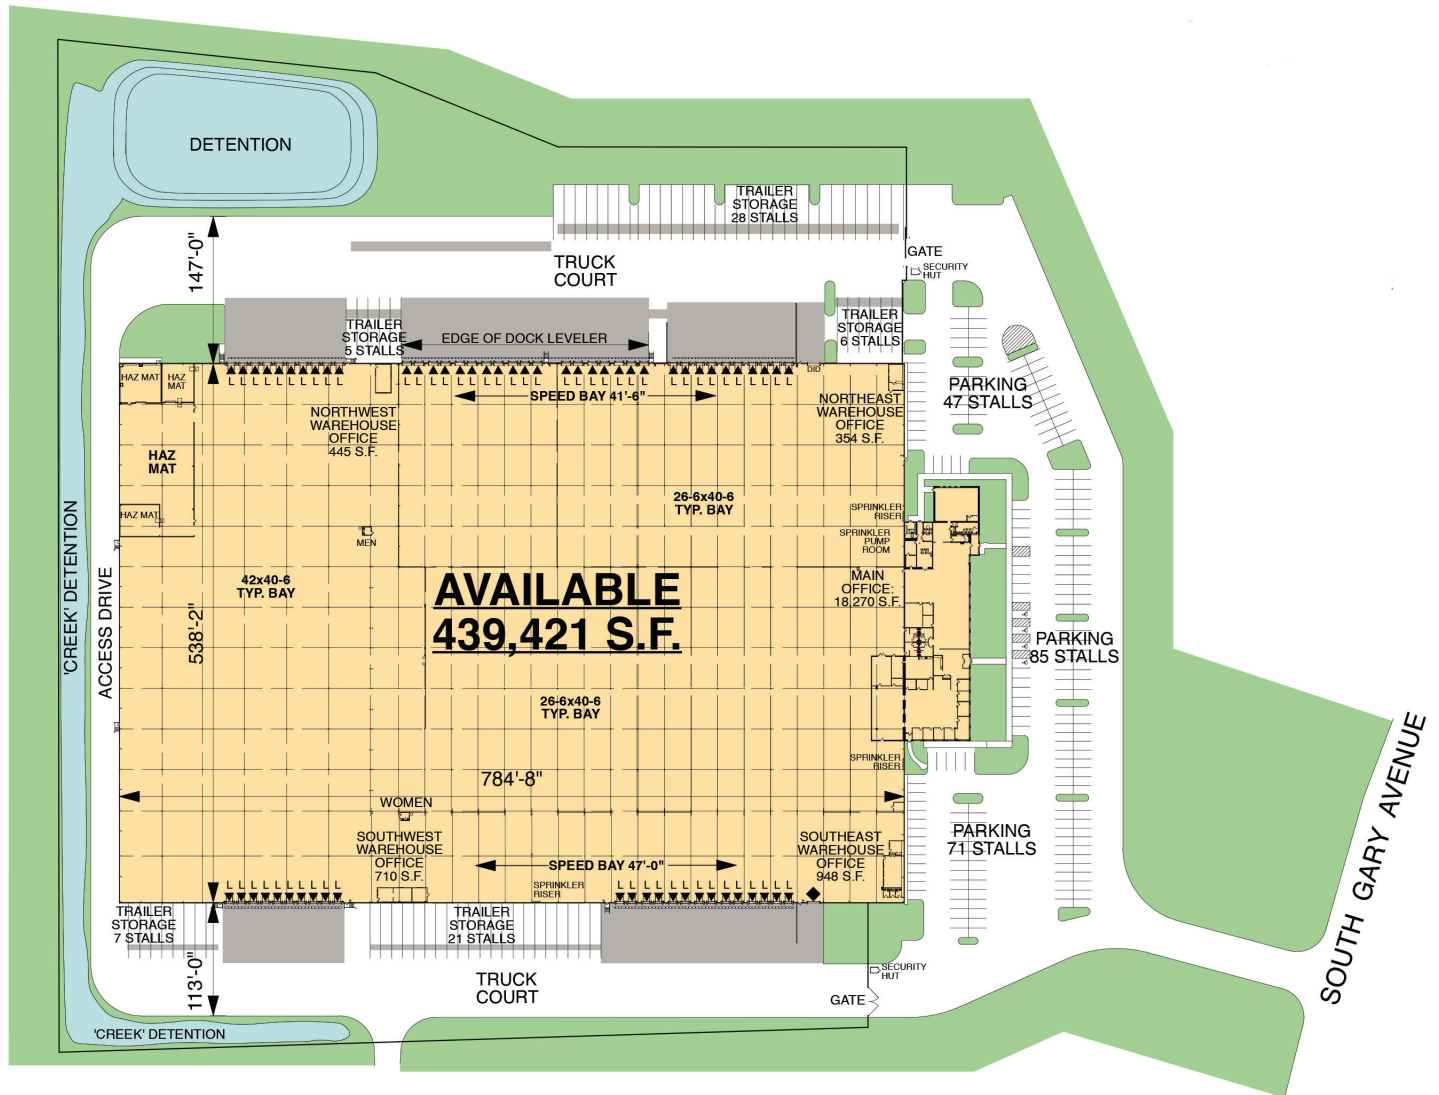 DETENTION
TRAILER
STORAGE
28 STALLS
147'-0"
TRUCK
COURT
GATE
SECURITY
HUT
TRAILER
STORAGE
5 STALLS
EDGE OF DOCK LEVELER
TRAILER
STORAGE
6 STALLS
HAZ MAT
HAZ
MAT
L L L L L L L L L L
L L L L L L L L L L L
L L L L L L L
L L L L L L L L L L
DID
SPEED BAY 41'-6"
PARKING
47 STALLS
NORTHWEST
WAREHOUSE
OFFICE
445 S.F.
NORTHEAST
WAREHOUSE
OFFICE
354 S.F.
HAZ
MAT
HAZ MAT
26-6x40-6
TYP. BAY
SPRINKLER
RISER
MEN
SPRINKLER
PUMP
ROOM
'CREEK' DETENTION
ACCESS DRIVE
42x40-6
TYP. BAY
538'-2"
AVAILABLE
439,421 S.F.
MAIN
OFFICE:
18,270 S.F.
PARKING
85 STALLS
26-6x40-6
TYP. BAY
SPRINKLER
RISER
784'-8"
WOMEN
SOUTHWEST
WAREHOUSE
OFFICE
710 S.F.
SPEED BAY 47'-0"
SOUTHEAST
WAREHOUSE
OFFICE
948 S.F.
PARKING
71 STALLS
SPRINKLER
RISER
L L L L L L L L L L
L L L L L L L L L L
L L L L L
TRAILER
STORAGE
7 STALLS
TRAILER
STORAGE
21 STALLS
113'-0"
TRUCK
COURT
SECURITY
HUT
GATE
'CREEK' DETENTION
SOUTH GARY AVENUE